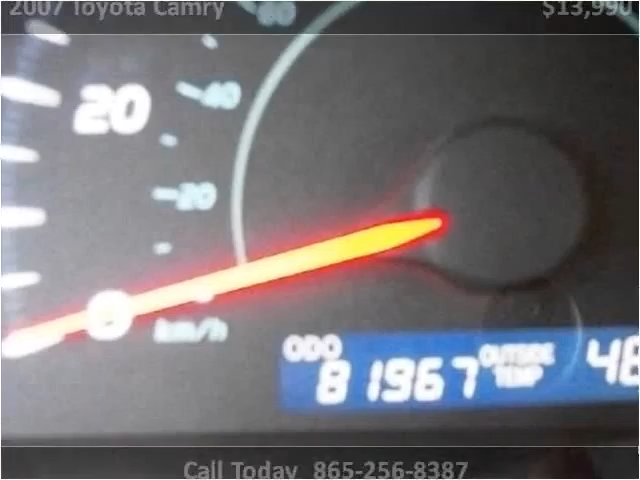 2007 Toyota Camry $13,990
80
20 40
20
0
km/h
ODO 81967 OUTSIDE TEMP
Call Today 865-256-8387